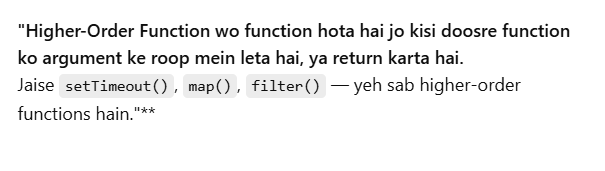 "Higher-Order Function wo function hota hai jo kisi doosre function
ko argument ke roop mein leta hai, ya return karta hai.
Jaise setTimeout(), map(), filter() — yeh sab higher-order
functions hain."**